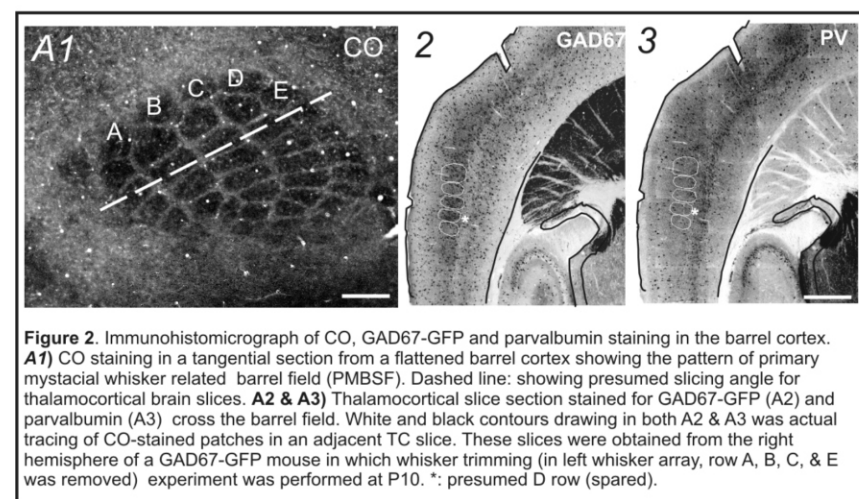 A1
CO
A
B
C
D
E
2
GAD67
*
3
PV
*
Figure 2. Immunohistomicrograph of CO, GAD67-GFP and parvalbumin staining in the barrel cortex.
A1) CO staining in a tangential section from a flattened barrel cortex showing the pattern of primary
mystacial whisker related barrel field (PMBSF). Dashed line: showing presumed slicing angle for
thalamocortical brain slices. A2 & A3) Thalamocortical slice section stained for GAD67-GFP (A2) and
parvalbumin (A3) cross the barrel field. White and black contours drawing in both A2 & A3 was actual
tracing of CO-stained patches in an adjacent TC slice. These slices were obtained from the right
hemisphere of a GAD67-GFP mouse in which whisker trimming (in left whisker array, row A, B, C, & E
was removed) experiment was performed at P10. *: presumed D row (spared).